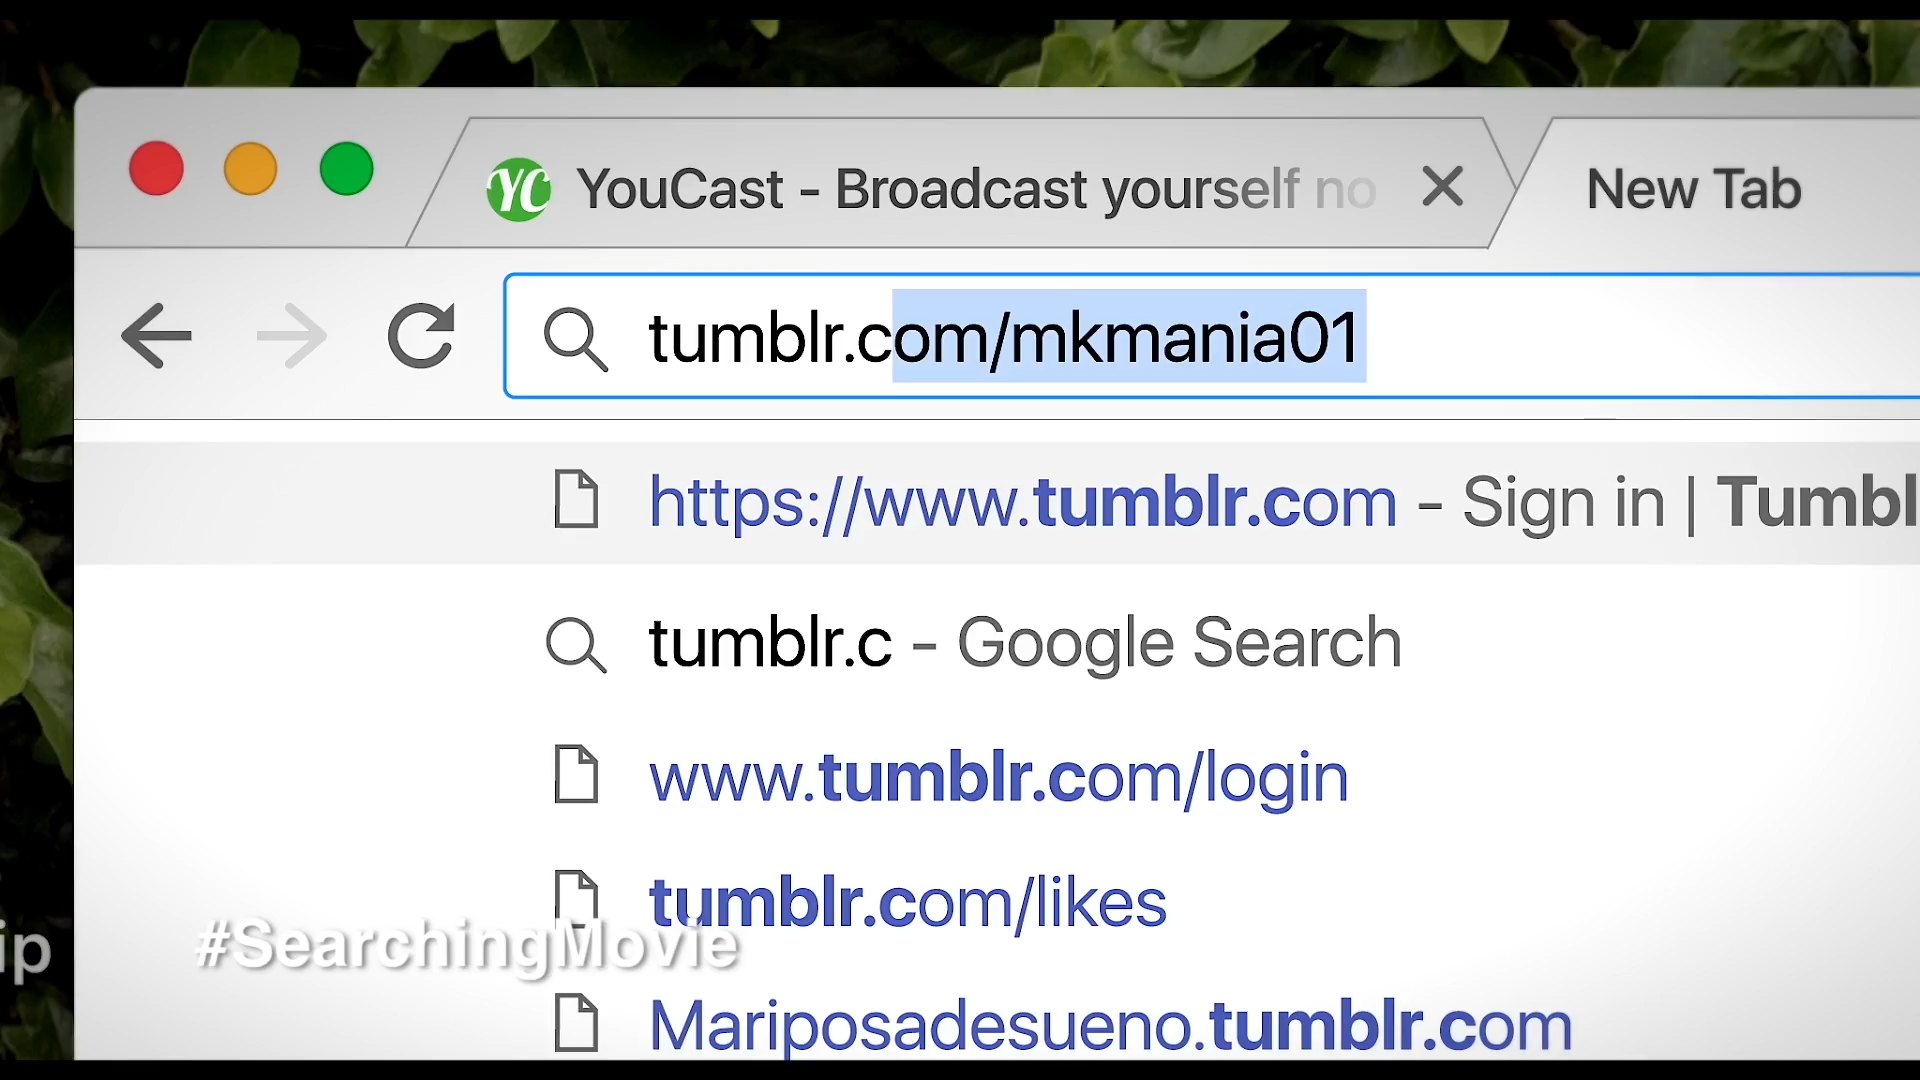 YC YouCast - Broadcast yourself no
New Tab
tumblr.com/mkmania01
https://www.tumblr.com - Sign in | Tumbl
tumblr.c - Google Search
www.tumblr.com/login
tumblr.com/likes
ip
#SearchingMovie
Mariposadesueno.tumblr.com